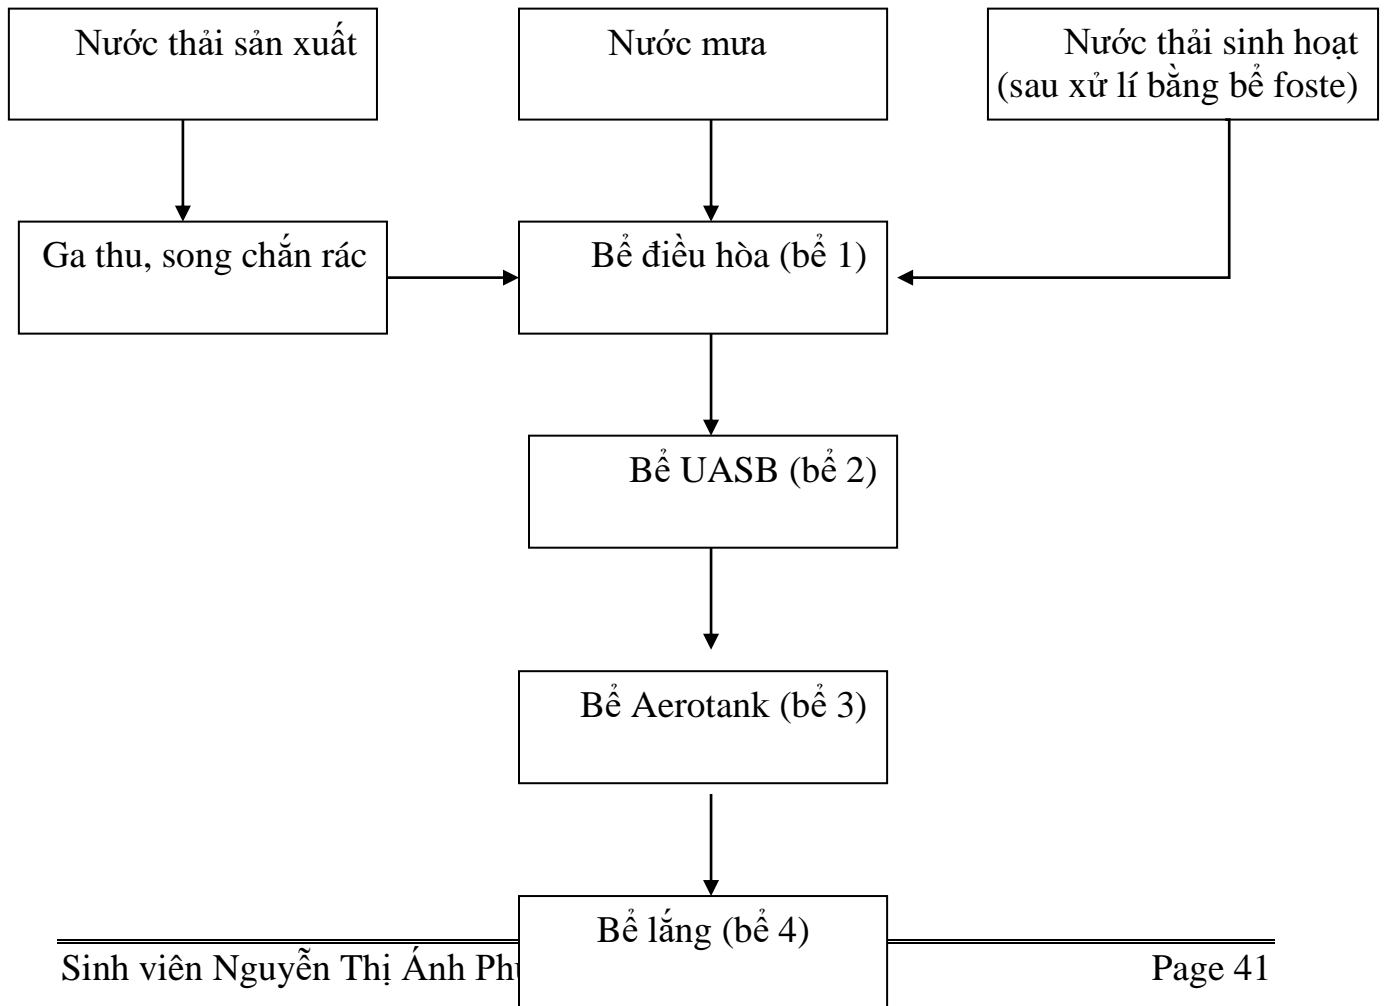 Nước thải sản xuất
Nước mưa
Nước thải sinh hoạt
(sau xử lí bằng bể foste)
Ga thu, song chắn rác
Bể điều hòa (bể 1)
Bể UASB (bể 2)
Bể Aerotank (bể 3)
Bể lắng (bể 4)
Sinh viên Nguyễn Thị Ánh
Page 41